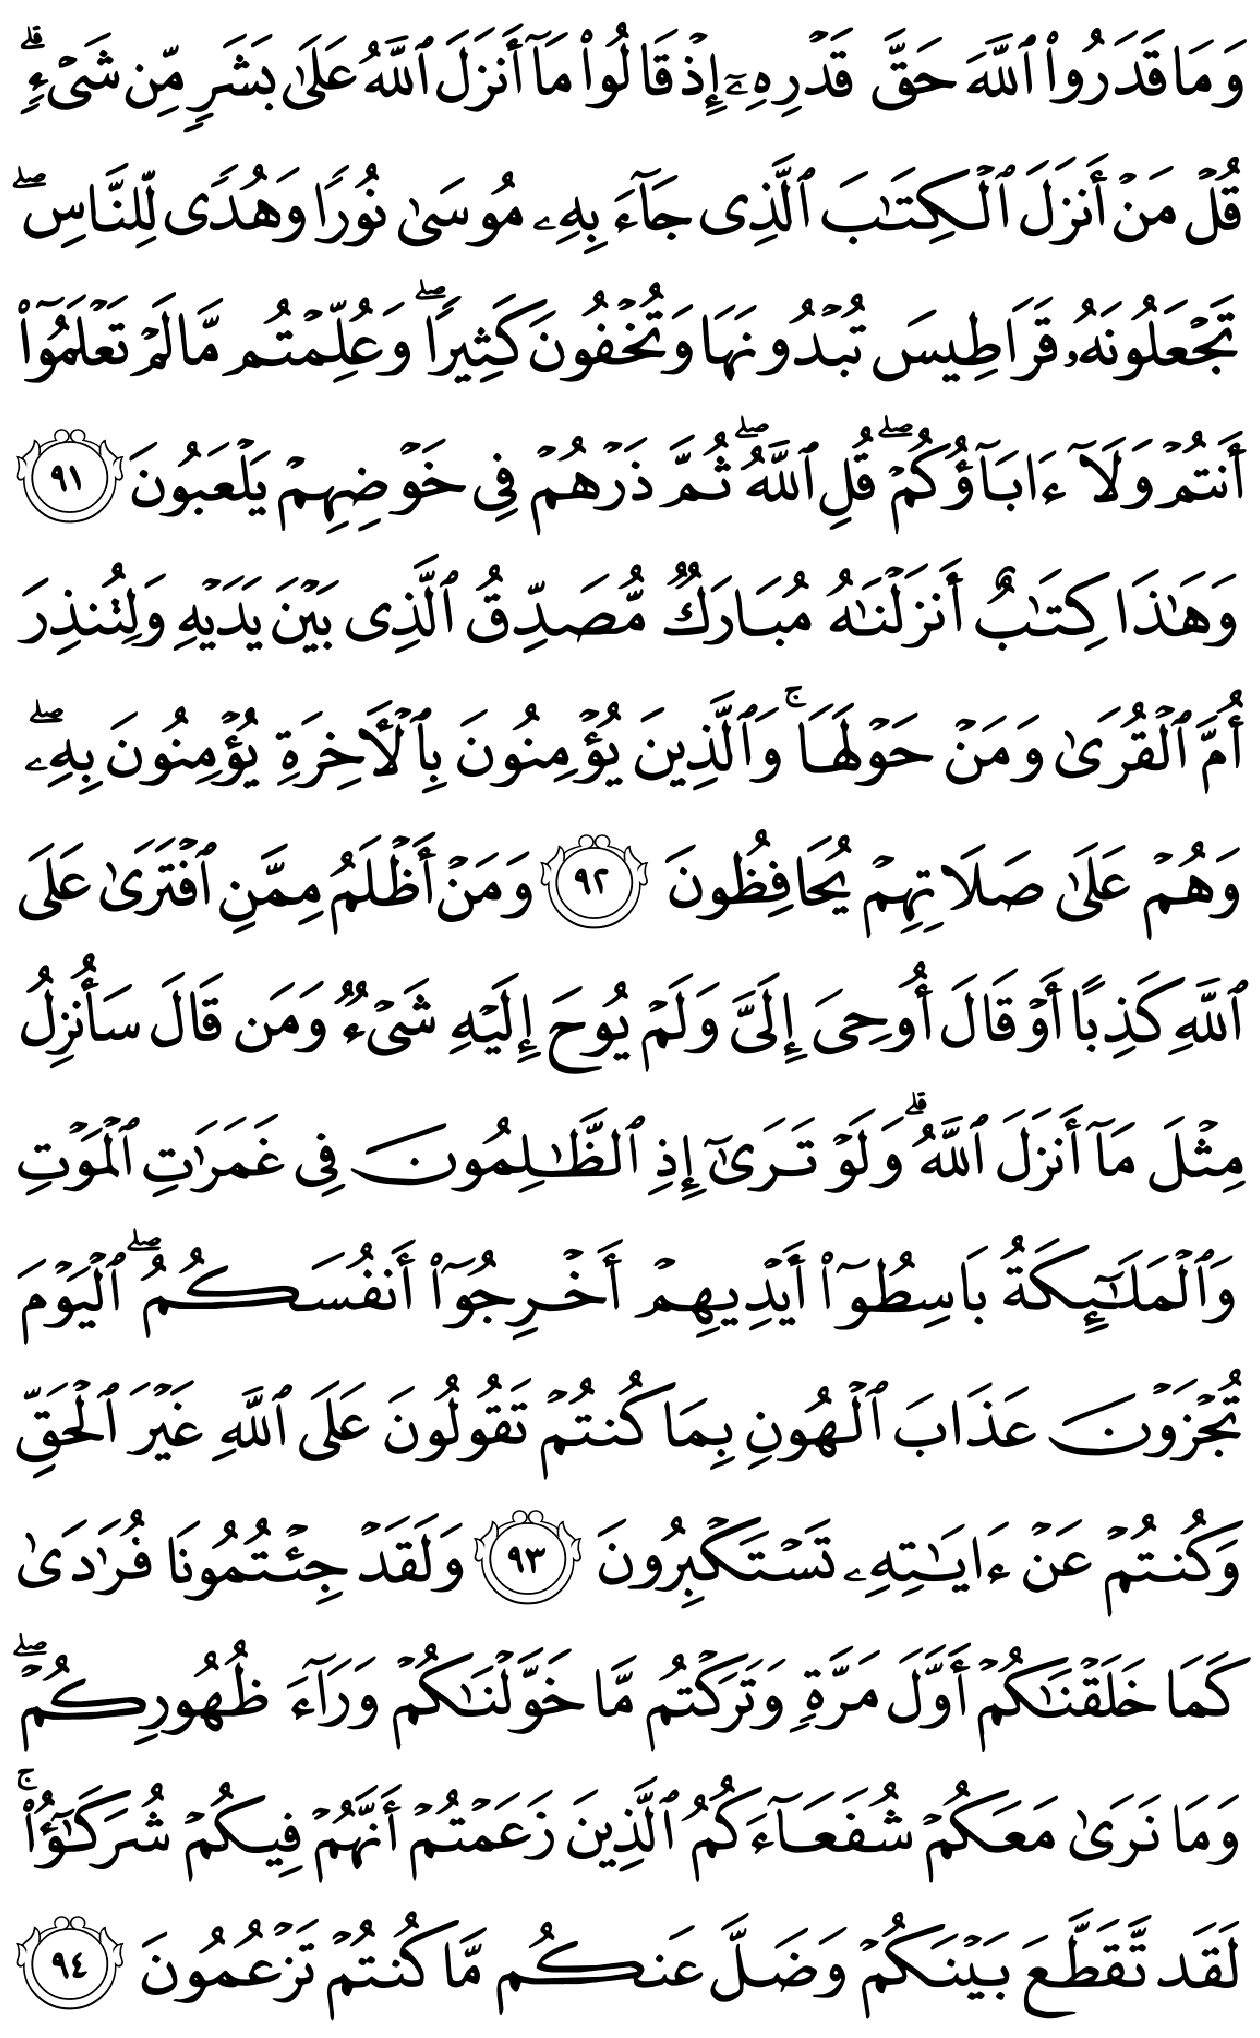 وَمَا قَدَرُوا۟ ٱللَّهَ حَقَّ قَدْرِهِۦٓ إِذْ قَالُوا۟ مَآ أَنزَلَ ٱللَّهُ عَلَىٰ بَشَرٍ مِّن شَىْءٍ ۗ
قُلْ مَنْ أَنزَلَ ٱلْكِتَـٰبَ ٱلَّذِى جَآءَ بِهِۦ مُوسَىٰ نُورًا وَهُدًى لِّلنَّاسِ ۖ
تَجْعَلُونَهُۥ قَرَاطِيسَ تُبْدُونَهَا وَتُخْفُونَ كَثِيرًا ۖ وَعُلِّمْتُم مَّا لَمْ تَعْلَمُوٓا۟
أَنتُمْ وَلَآ ءَابَآؤُكُمْ ۖ قُلِ ٱللَّهُ ۖ ثُمَّ ذَرْهُمْ فِى خَوْضِهِمْ يَلْعَبُونَ ٩١
وَهَـٰذَا كِتَـٰبٌ أَنزَلْنَـٰهُ مُبَارَكٌ مُّصَدِّقُ ٱلَّذِى بَيْنَ يَدَيْهِ وَلِتُنذِرَ
أُمَّ ٱلْقُرَىٰ وَمَنْ حَوْلَهَا ۚ وَٱلَّذِينَ يُؤْمِنُونَ بِٱلْـَٔاخِرَةِ يُؤْمِنُونَ بِهِۦ ۖ
وَهُمْ عَلَىٰ صَلَاتِهِمْ يُحَافِظُونَ ٩٢ وَمَنْ أَظْلَمُ مِمَّنِ ٱفْتَرَىٰ عَلَى
ٱللَّهِ كَذِبًا أَوْ قَالَ أُوحِىَ إِلَىَّ وَلَمْ يُوحَ إِلَيْهِ شَىْءٌ وَمَن قَالَ سَأُنزِلُ
مِثْلَ مَآ أَنزَلَ ٱللَّهُ ۗ وَلَوْ تَرَىٰٓ إِذِ ٱلظَّـٰلِمُونَ فِى غَمَرَٰتِ ٱلْمَوْتِ
وَٱلْمَلَـٰٓئِكَةُ بَاسِطُوٓا۟ أَيْدِيهِمْ أَخْرِجُوٓا۟ أَنفُسَكُمُ ۖ ٱلْيَوْمَ
تُجْزَوْنَ عَذَابَ ٱلْهُونِ بِمَا كُنتُمْ تَقُولُونَ عَلَى ٱللَّهِ غَيْرَ ٱلْحَقِّ
وَكُنتُمْ عَنْ ءَايَـٰتِهِۦ تَسْتَكْبِرُونَ ٩٣ وَلَقَدْ جِئْتُمُونَا فُرَٰدَىٰ
كَمَا خَلَقْنَـٰكُمْ أَوَّلَ مَرَّةٍ وَتَرَكْتُم مَّا خَوَّلْنَـٰكُمْ وَرَآءَ ظُهُورِكُمْ ۖ
وَمَا نَرَىٰ مَعَكُمْ شُفَعَآءَكُمُ ٱلَّذِينَ زَعَمْتُمْ أَنَّهُمْ فِيكُمْ شُرَكَـٰٓؤُا۟ ۚ
لَقَد تَّقَطَّعَ بَيْنَكُمْ وَضَلَّ عَنكُم مَّا كُنتُمْ تَزْعُمُونَ ٩٤